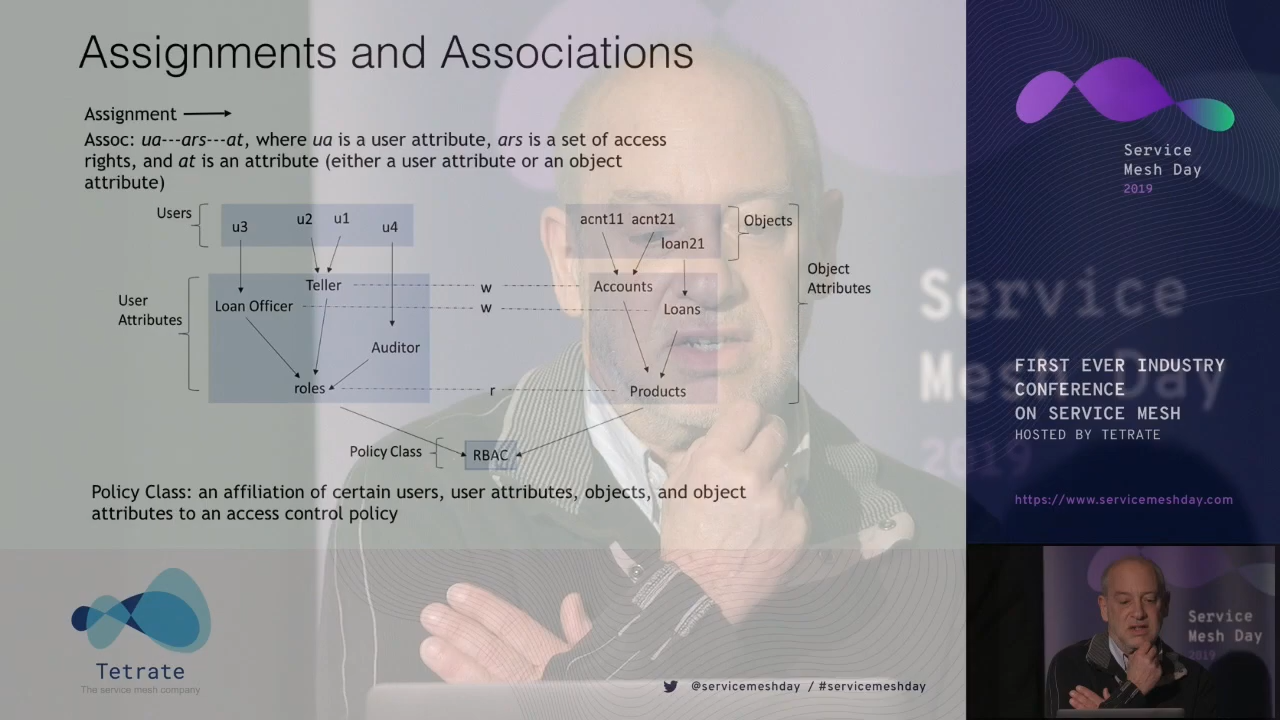 Assignments and Associations
Assignment
Assoc: ua---ars---at, where ua is a user attribute, ars is a set of access
rights, and at is an attribute (either a user attribute or an object
attribute)
Users
u3
u2
u1
u4
acnt11 acnt21
loan21
Objects
Object
Attributes
User
Attributes
Teller
w
Accounts
Loan Officer
w
Loans
Auditor
roles
r
Products
Policy Class
RBAC
Policy Class: an affiliation of certain users, user attributes, objects, and object
attributes to an access control policy
Tetrate
The service mesh company
@servicemeshday / #servicemeshday
Service
Mesh Day
2019
Service
Mesh Day
2019
FIRST EVER INDUSTRY
CONFERENCE
ON SERVICE MESH
HOSTED BY TETRATE
https://www.servicemeshday.com
Service
Mesh Day
2019